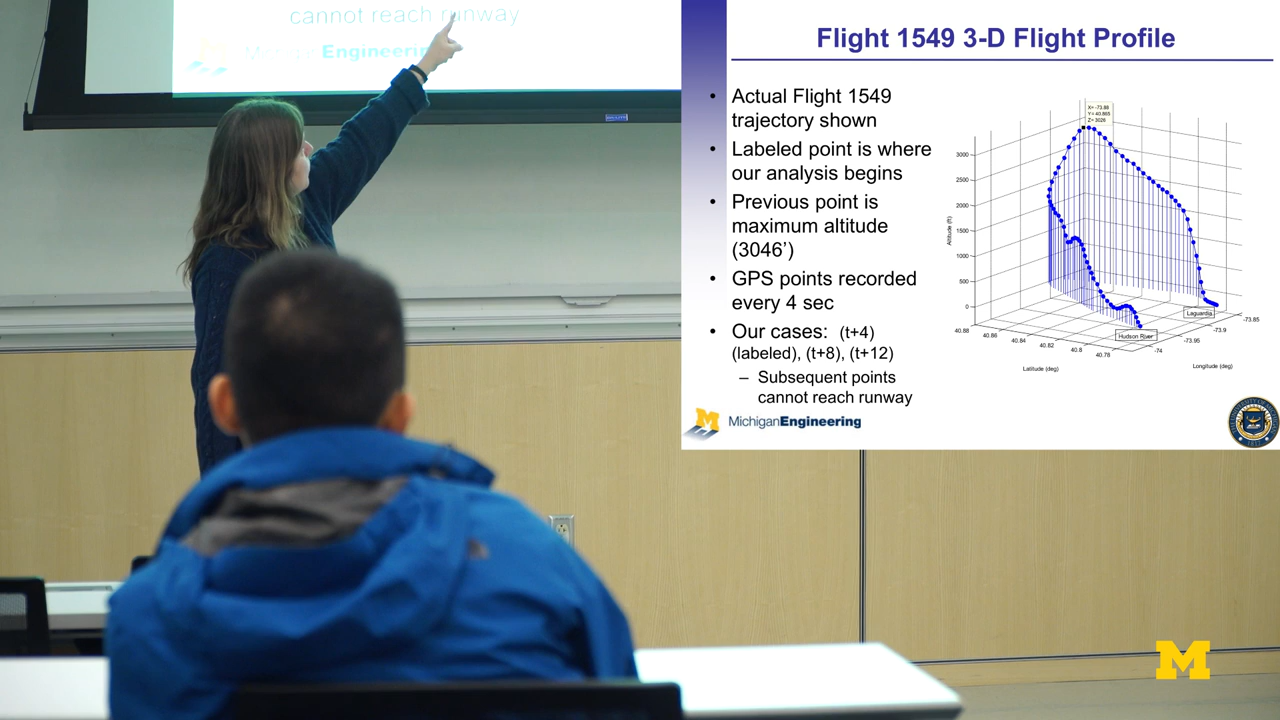 cannot reach runway
Michigan Engineering
Flight 1549 3-D Flight Profile
• Actual Flight 1549
trajectory shown
• Labeled point is where
our analysis begins
• Previous point is
maximum altitude
(3046')
• GPS points recorded
every 4 sec
• Our cases: (t+4)
(labeled), (t+8), (t+12)
– Subsequent points
cannot reach runway
MichiganEngineering
X= -73.88
Y= 40.865
Z= 3026
Altitude (ft)
3000
2500
2000
1500
1000
500
0
40.88
40.86
40.84
40.82
40.8
40.78
Latitude (deg)
Laguardia
Hudson River
-73.85
-73.9
-73.95
-74
Longitude (deg)
M